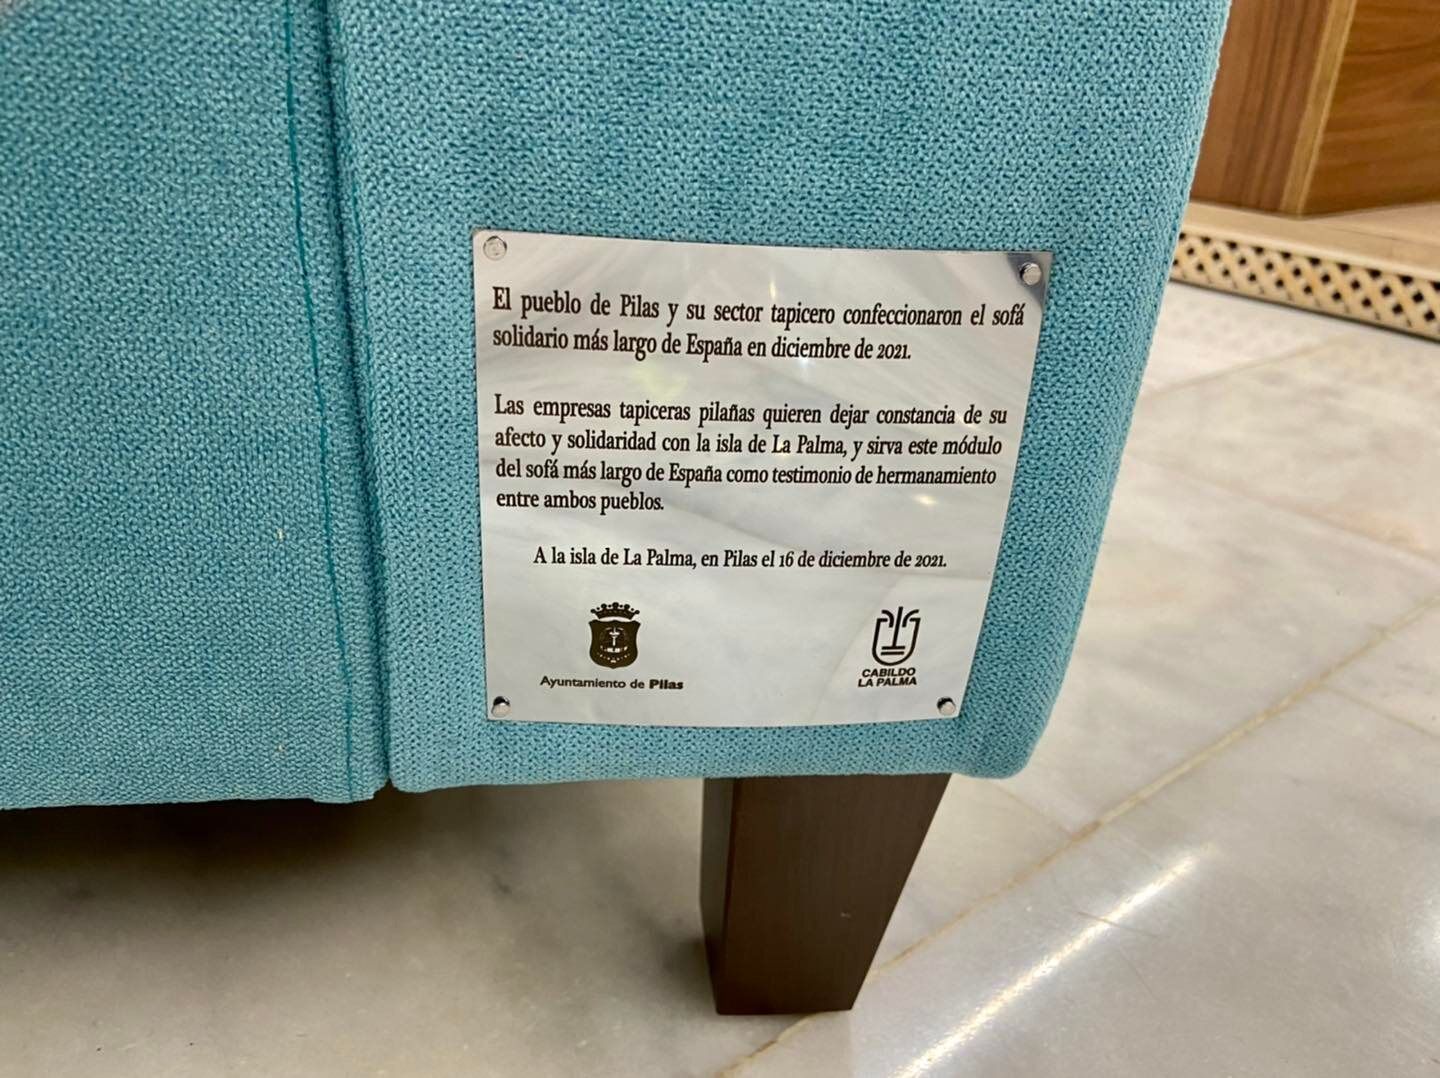 El pueblo de Pilas y su sector tapicero confeccionaron el sofá
solidario más largo de España en diciembre de 2021.
Las empresas tapiceras pilañas quieren dejar constancia de su
afecto y solidaridad con la isla de La Palma, y sirva este módulo
del sofá más largo de España como testimonio de hermanamiento
entre ambos pueblos.
A la isla de La Palma, en Pilas el 16 de diciembre de 2021.
Ayuntamiento de Pilas
CABILDO
LA PALMA